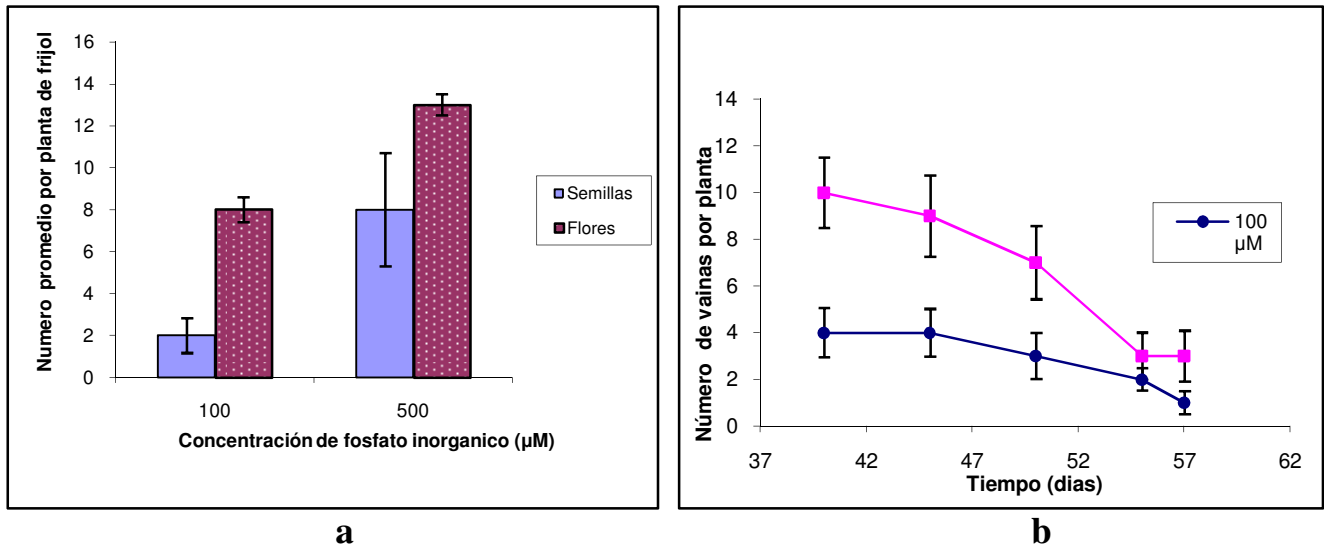 Numero promedio por planta de frijol
16
14
12
10
8
6
4
2
0
100
500
Concentración de fosfato inorganico (µM)
Semillas
Flores
a
Número de vainas por planta
14
12
10
8
6
4
2
0
37
42
47
52
57
62
Tiempo (dias)
100
µM
b